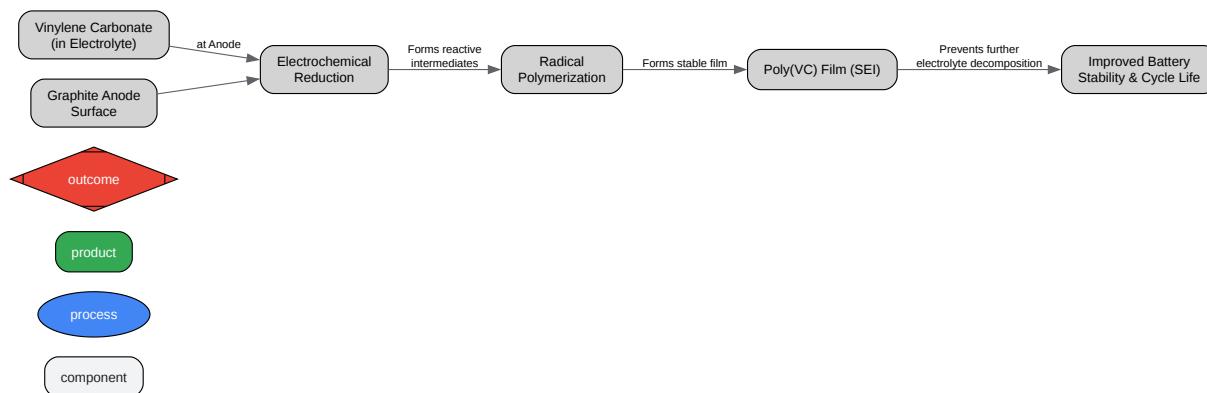 Vinylene Carbonate
(in Electrolyte)
at Anode
Graphite Anode
Surface
Electrochemical
Reduction
Forms reactive
intermediates
Radical
Polymerization
Forms stable film
Poly(VC) Film (SEI)
Prevents further
electrolyte decomposition
Improved Battery
Stability & Cycle Life
outcome
product
process
component